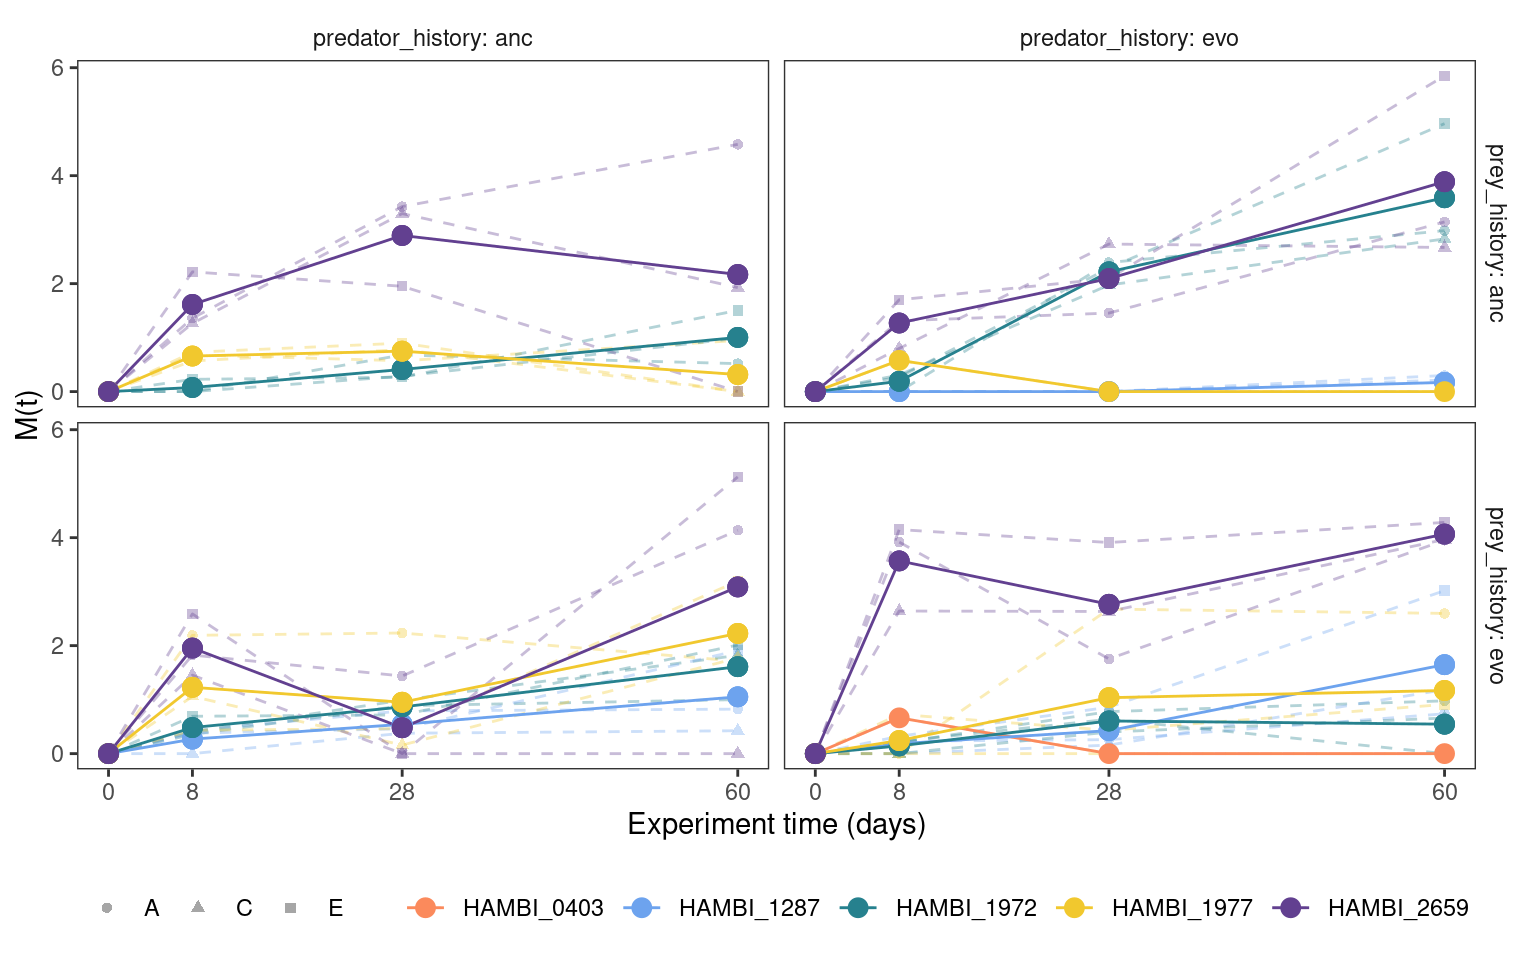 predator_history: anc
predator_history: evo
6
4
2
0
prey_history: anc
M(t)
6
4
2
0
prey_history: evo
0 8 28 60
0 8 28 60
Experiment time (days)
A C E HAMBI_0403 HAMBI_1287 HAMBI_1972 HAMBI_1977 HAMBI_2659